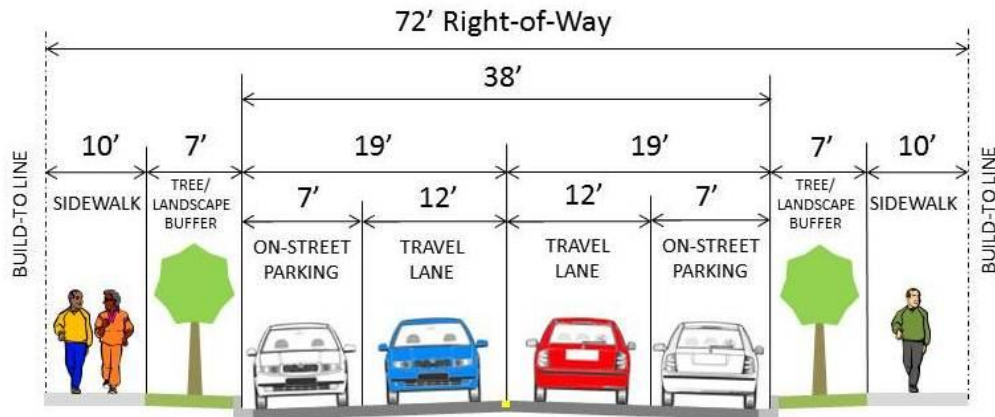 72’ Right-of-Way
38’
10’ 7’ 19’ 19’ 7’ 10’
BUILD-TO LINE
SIDEWALK
TREE/
LANDSCAPE
BUFFER
7’ 12’ 12’ 7’
ON-STREET
PARKING
TRAVEL
LANE
TRAVEL
LANE
ON-STREET
PARKING
TREE/
LANDSCAPE
BUFFER
SIDEWALK
BUILD-TO LINE